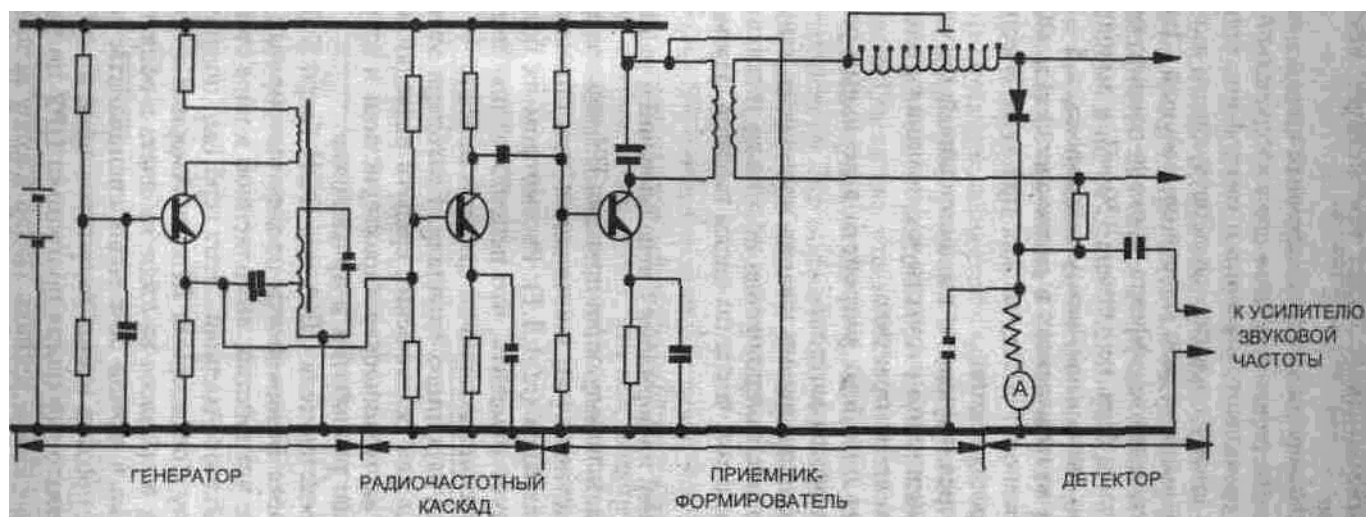 А
К УСИЛИТЕЛЮ
ЗВУКОВОЙ
ЧАСТОТЫ
ГЕНЕРАТОР
РАДИОЧАСТОТНЫЙ
КАСКАД
ПРИЕМНИК-
ФОРМИРОВАТЕЛЬ
ДЕТЕКТОР